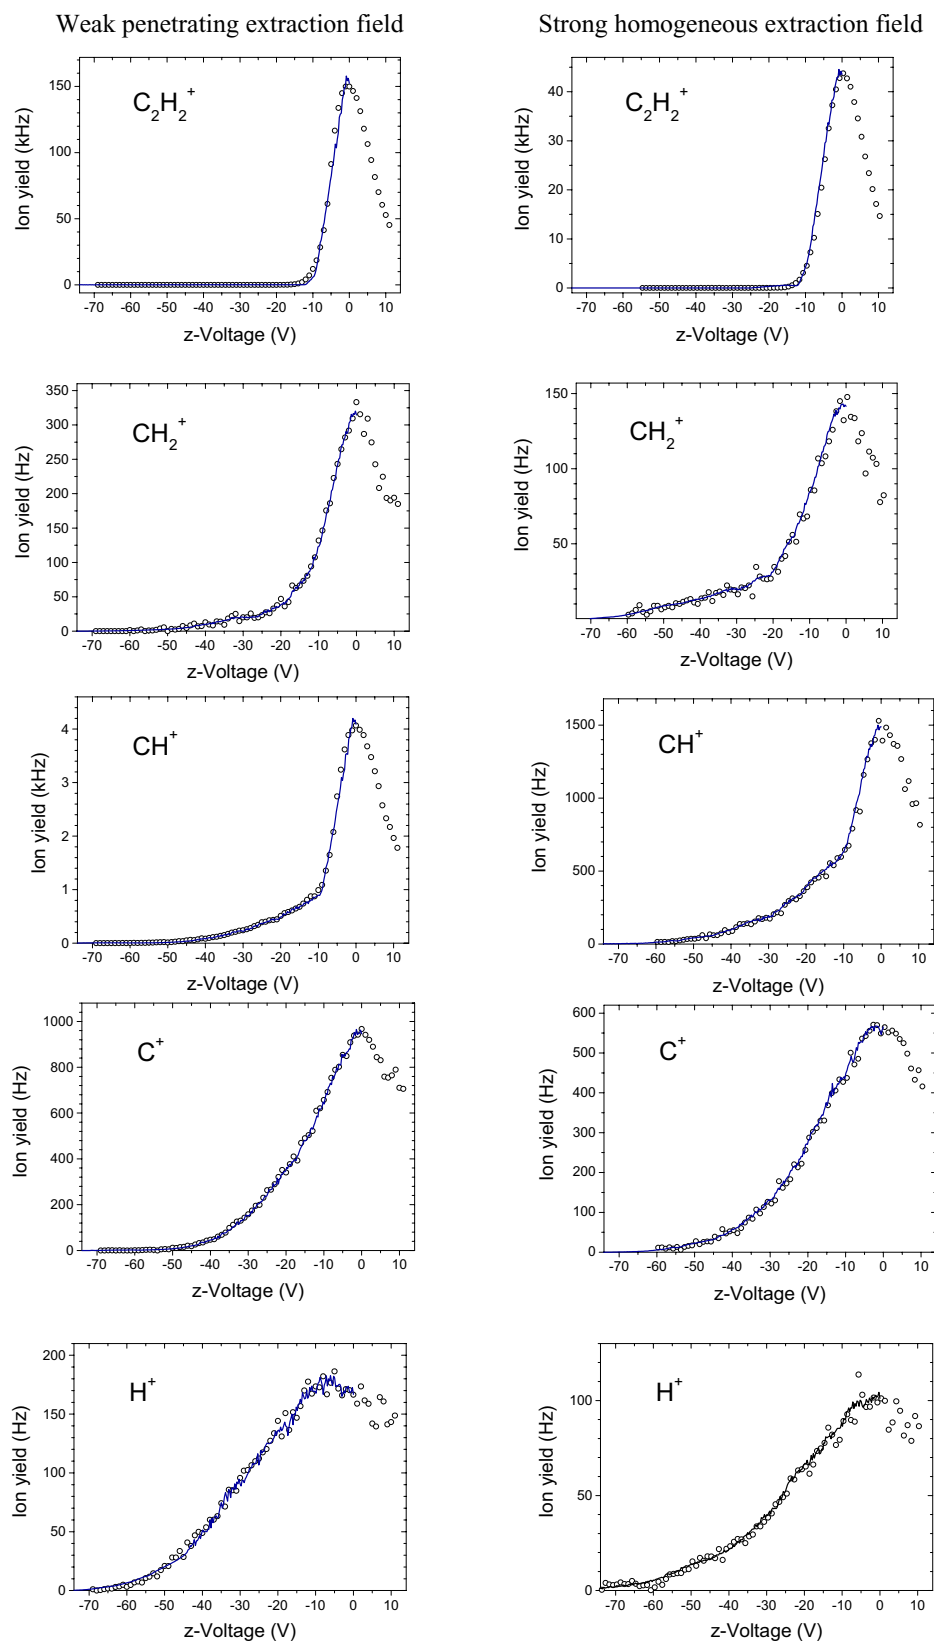 Weak penetrating extraction field
Strong homogeneous extraction field
C2H2+
Ion yield (kHz)
150
100
50
0
-70 -60 -50 -40 -30 -20 -10 0 10
z-Voltage (V)
C2H2+
Ion yield (kHz)
40
20
0
-70 -60 -50 -40 -30 -20 -10 0 10
z-Voltage (V)
CH2+
Ion yield (Hz)
350
300
250
200
150
100
50
0
-70 -60 -50 -40 -30 -20 -10 0 10
z-Voltage (V)
CH2+
Ion yield (Hz)
150
100
50
-70 -60 -50 -40 -30 -20 -10 0 10
z-Voltage (V)
CH+
Ion yield (kHz)
4
3
2
1
0
-70 -60 -50 -40 -30 -20 -10 0 10
z-Voltage (V)
CH+
Ion yield (Hz)
1500
1000
500
0
-70 -60 -50 -40 -30 -20 -10 0 10
z-Voltage (V)
C+
Ion yield (Hz)
1000
800
600
400
200
0
-70 -60 -50 -40 -30 -20 -10 0 10
z-Voltage (V)
C+
Ion yield (Hz)
600
500
400
300
200
100
0
-70 -60 -50 -40 -30 -20 -10 0 10
z-Voltage (V)
H+
Ion yield (Hz)
200
150
100
50
0
-70 -60 -50 -40 -30 -20 -10 0 10
z-Voltage (V)
H+
Ion yield (Hz)
100
50
0
-70 -60 -50 -40 -30 -20 -10 0 10
z-Voltage (V)